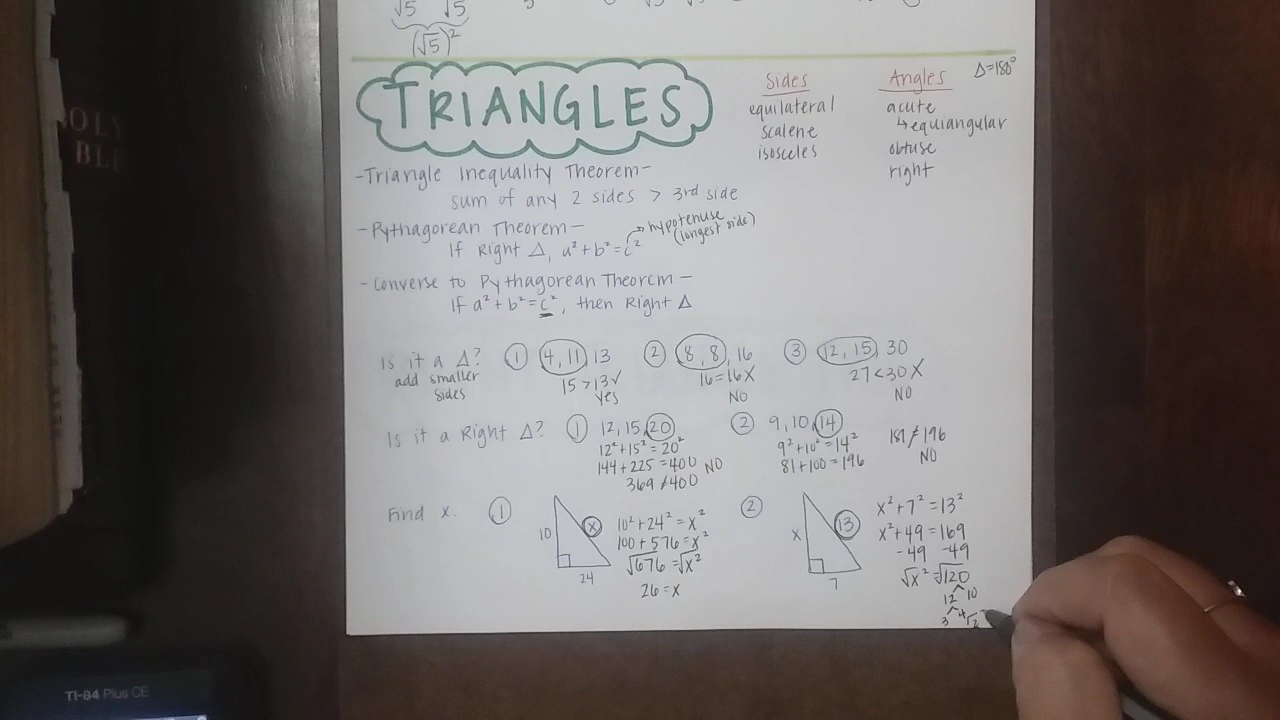 √5 √5
(√5)²
TRIANGLES
Sides
equilateral
scalene
isosceles
Angles
acute
↳equiangular
obtuse
right
Δ=180°
-Triangle Inequality Theorem-
sum of any 2 sides > 3rd side
-Pythagorean Theorem-
If Right Δ, a²+b²=c²
→hypotenuse
(longest side)
-Converse to Pythagorean Theorem-
If a²+b²=c², then Right Δ
Is it a Δ?
add smaller
sides
① 4,11,13
15>13✓
yes
② 8,8,16
16=16X
NO
③ 12,15,30
27<30X
NO
Is it a Right Δ?
① 12,15,20
12²+15²=20²
144+225=400
369≠400
NO
② 9,10,14
9²+10²=14²
81+100=196
181≠196
NO
Find x.
①
10
x
24
10²+24²=x²
100+576=x²
√676=√x²
26=x
②
x
13
7
x²+7²=13²
x²+49=169
-49 -49
√x²=√120
12 10
3 4
2
TI-84 Plus CE